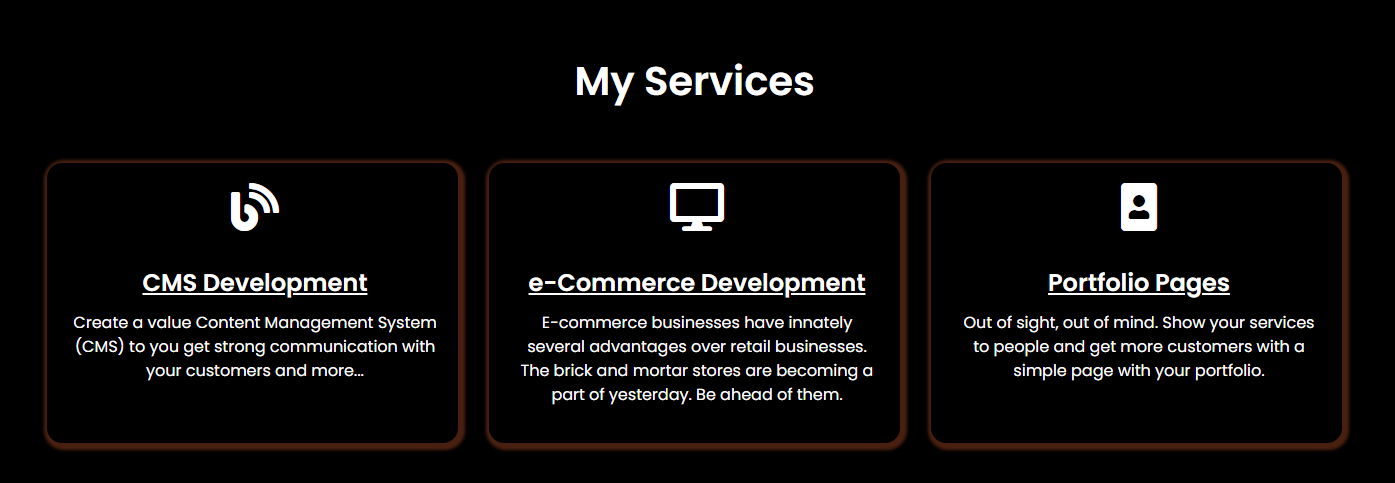 My Services
CMS Development
Create a value Content Management System
(CMS) to you get strong communication with
your customers and more...
e-Commerce Development
E-commerce businesses have innately
several advantages over retail businesses.
The brick and mortar stores are becoming a
part of yesterday. Be ahead of them.
Portfolio Pages
Out of sight, out of mind. Show your services
to people and get more customers with a
simple page with your portfolio.